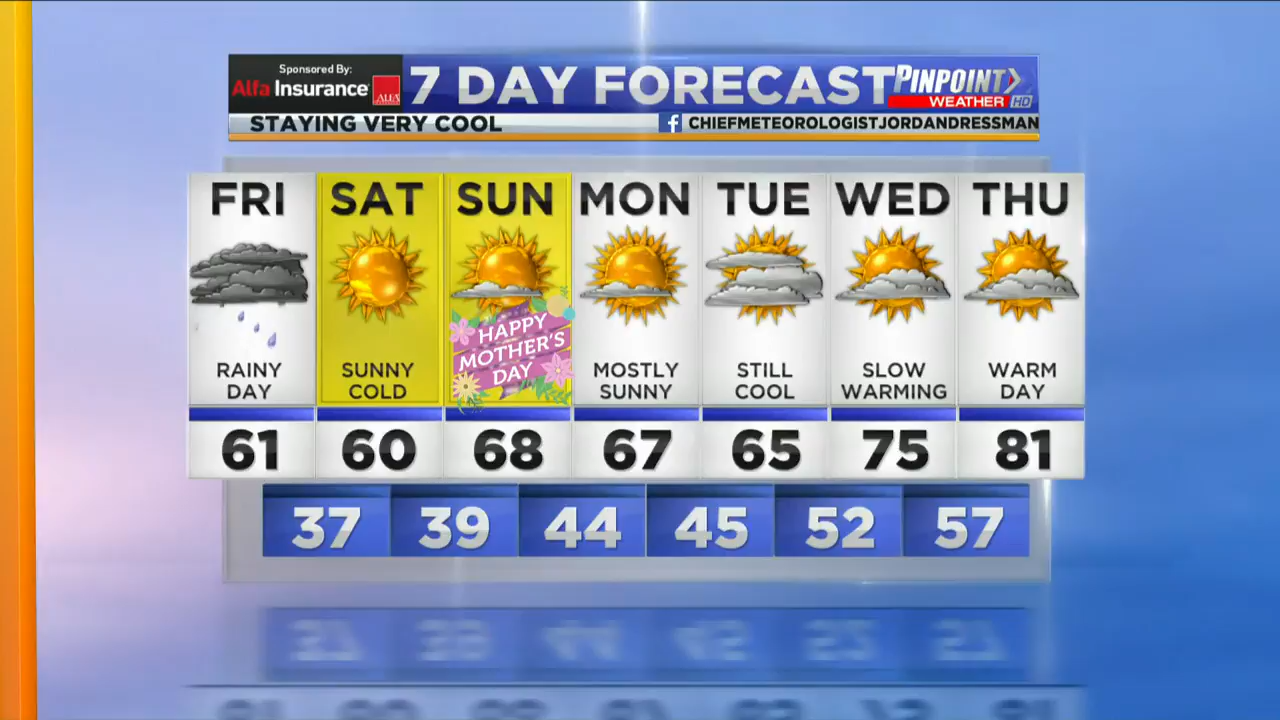 Sponsored By:
Alfa Insurance
ALFA
7 DAY FORECAST
PINPOINT
WEATHER HD
STAYING VERY COOL
f CHIEFMETEOROLOGISTJORDANDRESSMAN
FRI SAT SUN MON TUE WED THU
HAPPY
MOTHER'S
DAY
RAINY DAY
SUNNY COLD
MOSTLY SUNNY
STILL COOL
SLOW WARMING
WARM DAY
61 60 68 67 65 75 81
37 39 44 45 52 57